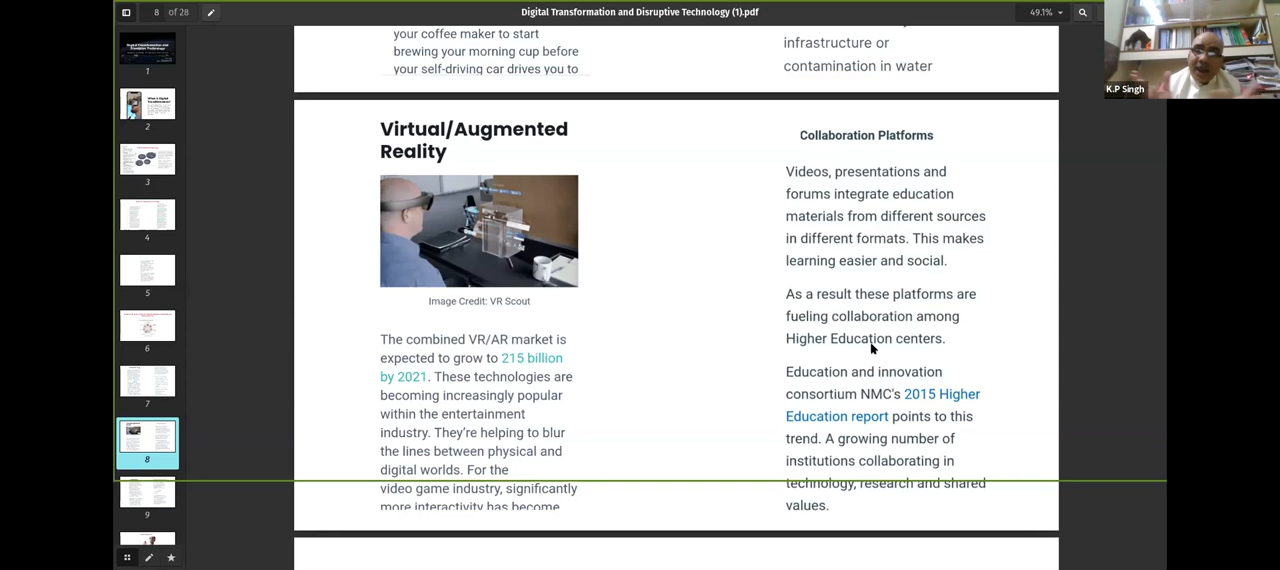 8 of 28
Digital Transformation and Disruptive Technology (1).pdf
49.1%
K.P Singh
1
2
3
4
5
6
7
8
9
your coffee maker to start
brewing your morning cup before
your self-driving car drives you to
infrastructure or
contamination in water
Virtual/Augmented
Reality
Image Credit: VR Scout
The combined VR/AR market is
expected to grow to 215 billion
by 2021. These technologies are
becoming increasingly popular
within the entertainment
industry. They're helping to blur
the lines between physical and
digital worlds. For the
video game industry, significantly
more interactivity has become
Collaboration Platforms
Videos, presentations and
forums integrate education
materials from different sources
in different formats. This makes
learning easier and social.
As a result these platforms are
fueling collaboration among
Higher Education centers.
Education and innovation
consortium NMC's 2015 Higher
Education report points to this
trend. A growing number of
institutions collaborating in
technology, research and shared
values.